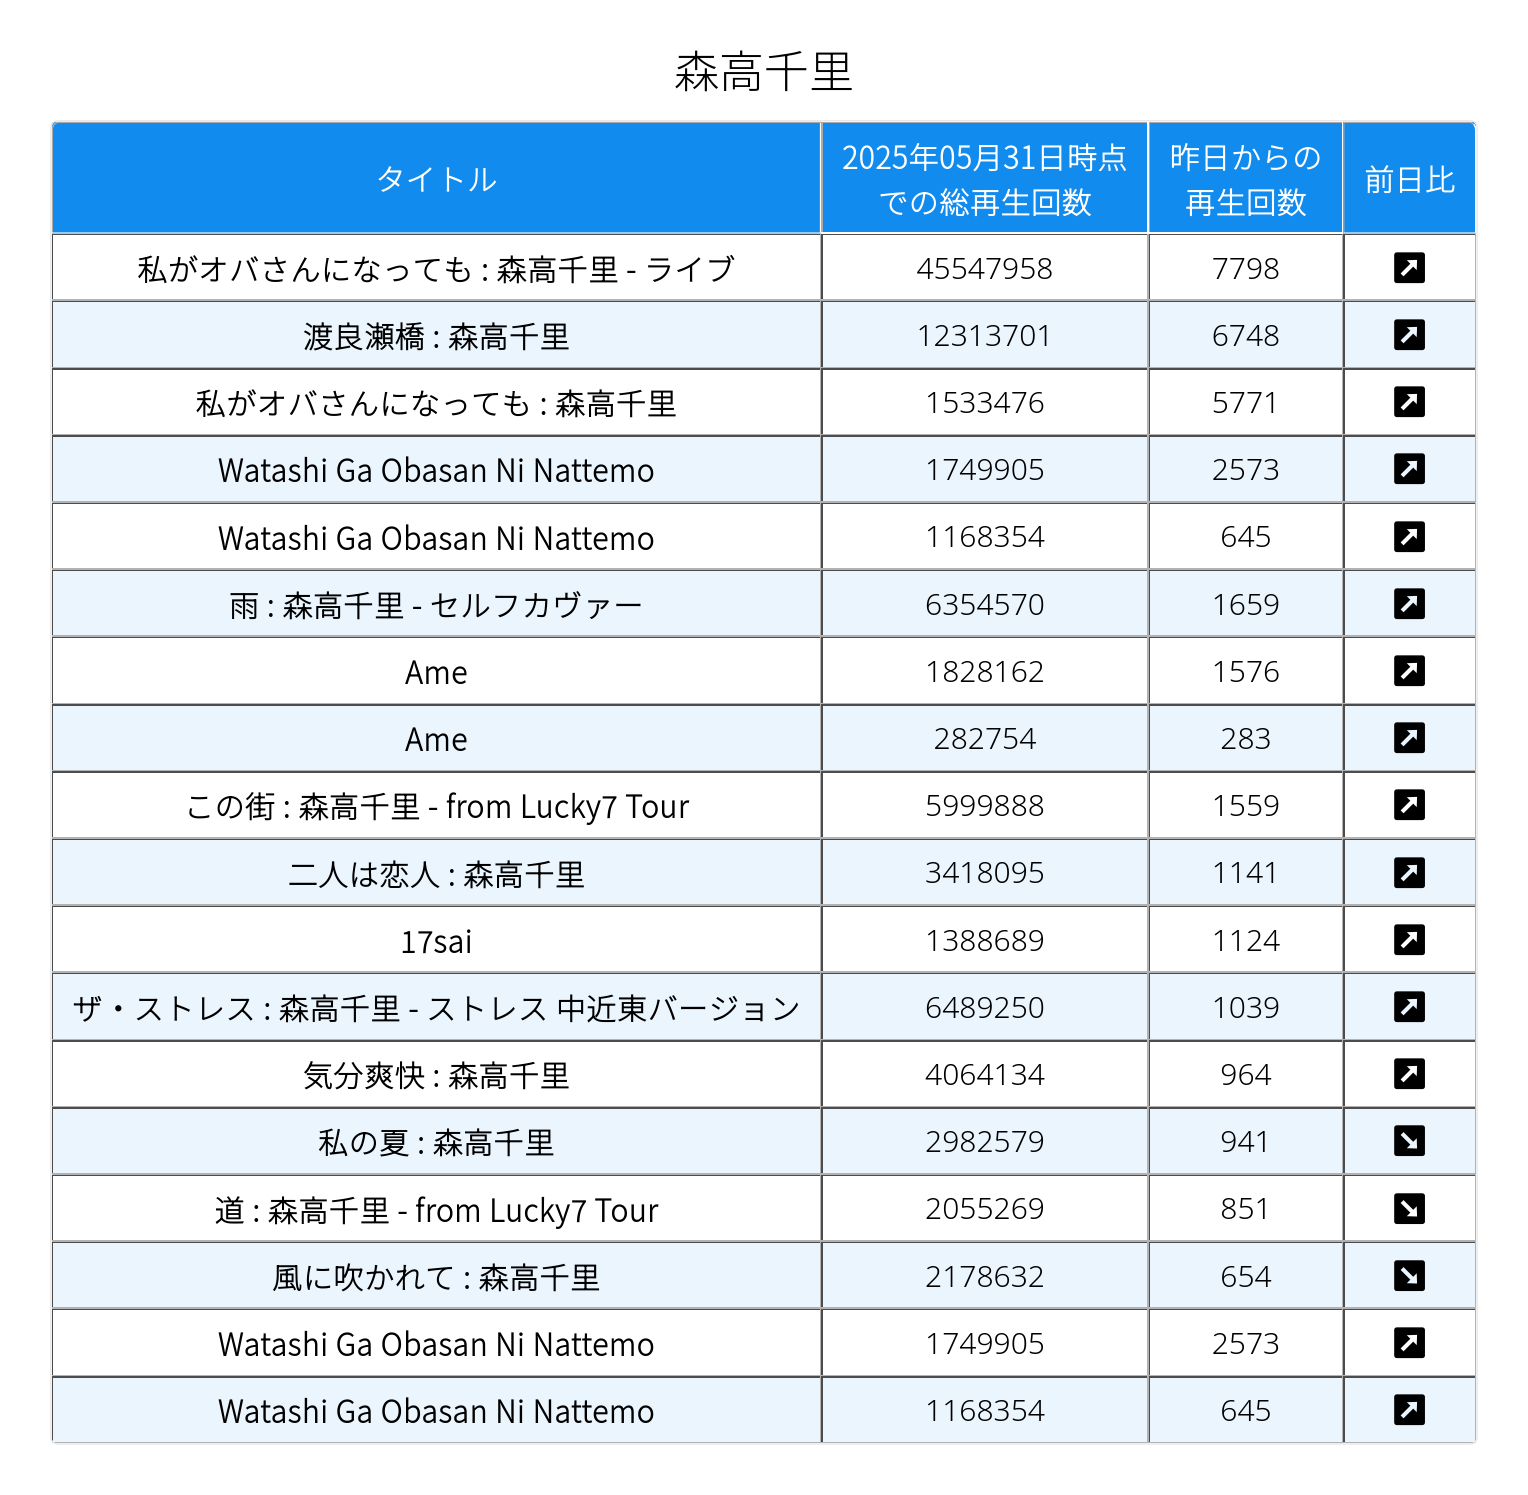 森高千里
タイトル 2025年05月31日時点での総再生回数 昨日からの再生回数 前日比
私がオバさんになっても : 森高千里 - ライブ 45547958 7798
渡良瀬橋 : 森高千里 12313701 6748
私がオバさんになっても : 森高千里 1533476 5771
Watashi Ga Obasan Ni Nattemo 1749905 2573
Watashi Ga Obasan Ni Nattemo 1168354 645
雨 : 森高千里 - セルフカヴァー 6354570 1659
Ame 1828162 1576
Ame 282754 283
この街 : 森高千里 - from Lucky7 Tour 5999888 1559
二人は恋人 : 森高千里 3418095 1141
17sai 1388689 1124
ザ・ストレス : 森高千里 - ストレス 中近東バージョン 6489250 1039
気分爽快 : 森高千里 4064134 964
私の夏 : 森高千里 2982579 941
道 : 森高千里 - from Lucky7 Tour 2055269 851
風に吹かれて : 森高千里 2178632 654
Watashi Ga Obasan Ni Nattemo 1749905 2573
Watashi Ga Obasan Ni Nattemo 1168354 645